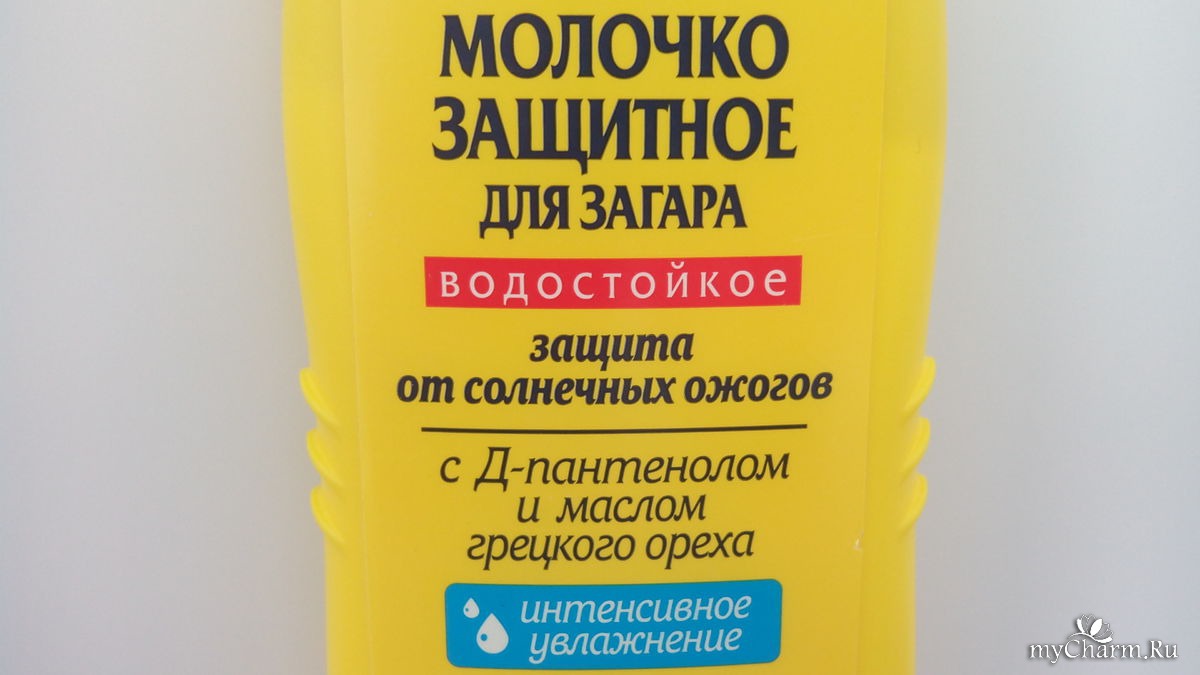 МОЛОЧКО
ЗАЩИТНОЕ
ДЛЯ ЗАГАРА
ВОДОСТОЙКОЕ
защита
от солнечных ожогов
с Д-пантенолом
и маслом
грецкого ореха
интенсивное
увлажнение
myCharm.Ru